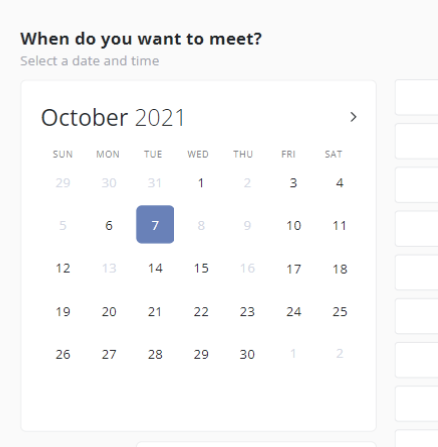 When do you want to meet?
Select a date and time
October 2021 >
SUN MON TUE WED THU FRI SAT
29 30 31 1 2 3 4
5 6 7 8 9 10 11
12 13 14 15 16 17 18
19 20 21 22 23 24 25
26 27 28 29 30 1 2